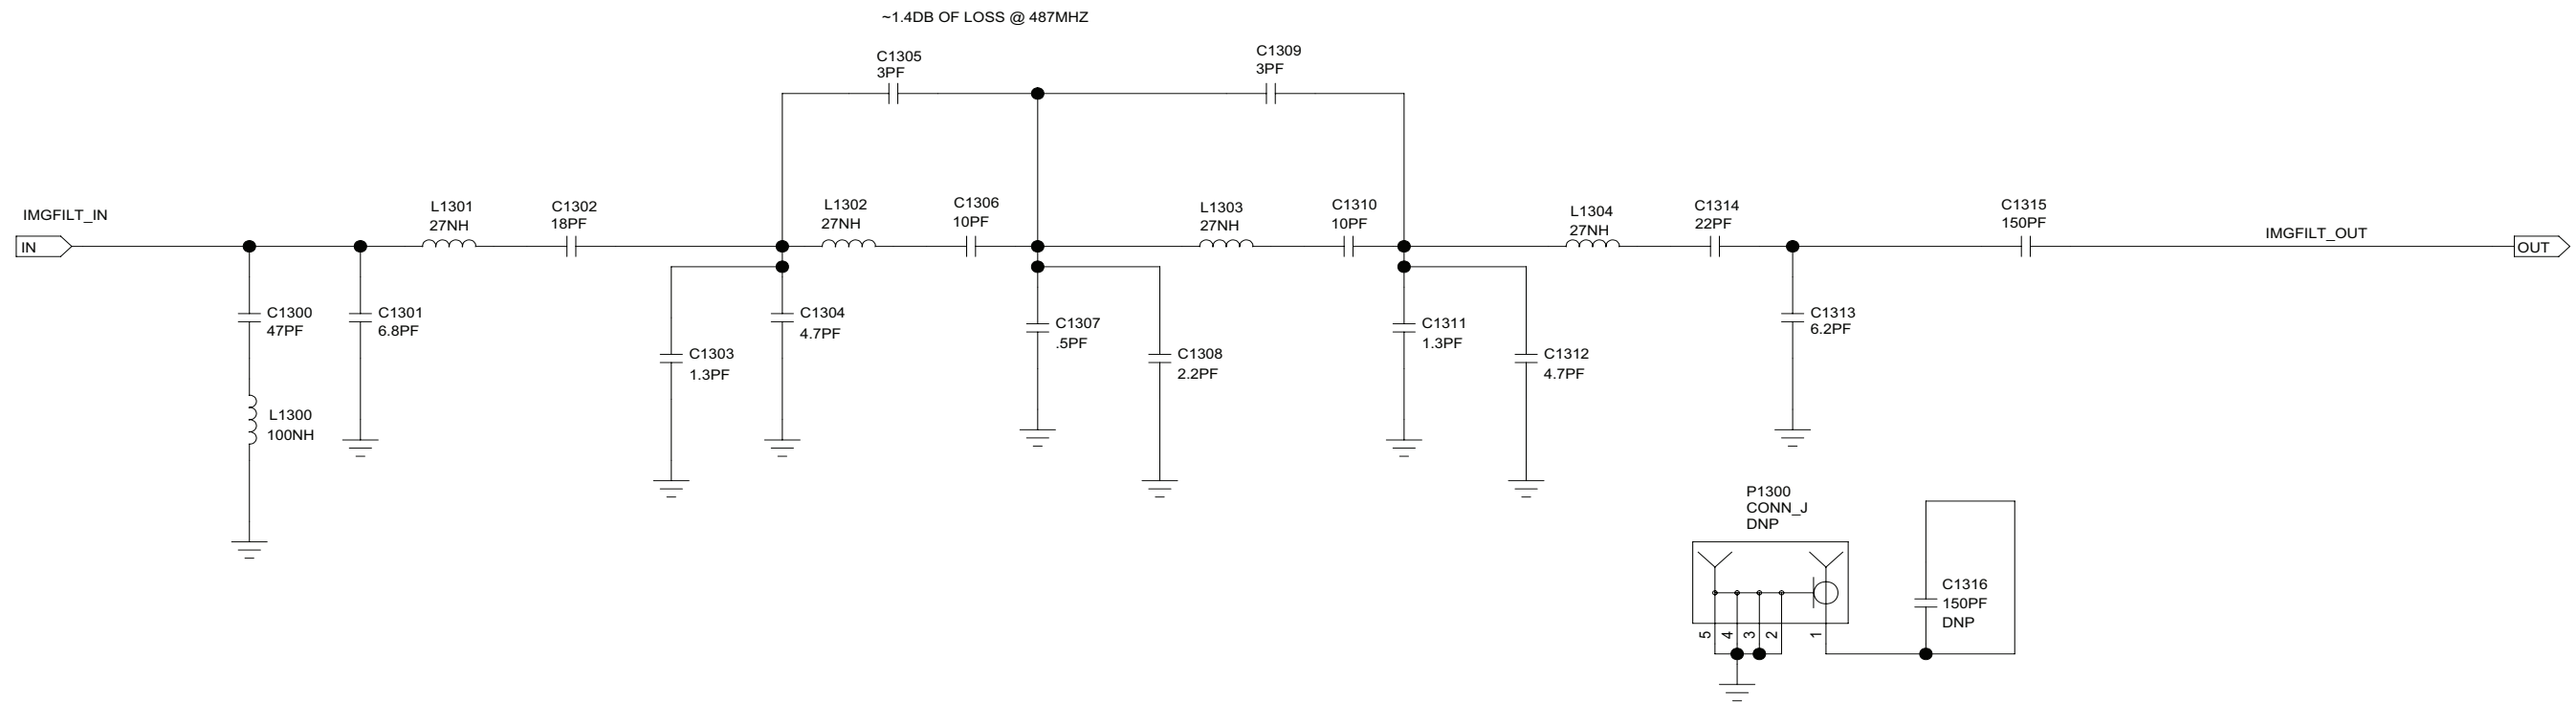 ~1.4DB OF LOSS @ 487MHZ
C1305
3PF
C1309
3PF
IMGFILT_IN
IN
L1301
27NH
C1302
18PF
L1302
27NH
C1306
10PF
L1303
27NH
C1310
10PF
L1304
27NH
C1314
22PF
C1315
150PF
IMGFILT_OUT
OUT
C1300
47PF
C1301
6.8PF
C1303
1.3PF
C1304
4.7PF
C1307
.5PF
C1308
2.2PF
C1311
1.3PF
C1312
4.7PF
C1313
6.2PF
L1300
100NH
P1300
CONN_J
DNP
5
4
3
2
1
C1316
150PF
DNP